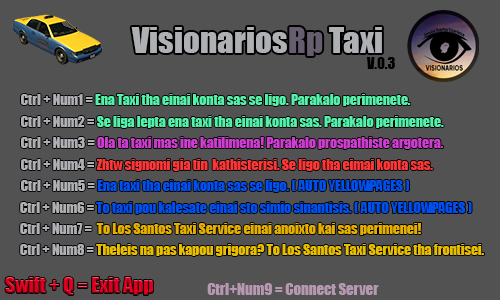 VisionariosRp Taxi
V.0.3
VISIONARIOS
Ctrl + Num1 = Ena Taxi tha einai konta sas se ligo. Parakalo perimenete.
Ctrl + Num2 = Se liga lepta ena taxi tha einai konta sas. Parakalo perimenete.
Ctrl + Num3 = Ola ta taxi mas ine katilimena! Parakalo prospathiste argotera.
Ctrl + Num4 = Zhtw signomi gia tin kathisterisi. Se ligo tha eimai konta sas.
Ctrl + Num5 = Ena taxi tha einai konta sas se ligo. ( AUTO YELLOWPAGES )
Ctrl + Num6 = To taxi pou kalesate einai sto simio sinantisis. ( AUTO YELLOWPAGES )
Ctrl + Num7 = To Los Santos Taxi Service einai anoixto kai sas perimenei!
Ctrl + Num8 = Theleis na pas kapou grigora? To Los Santos Taxi Service tha frontisei.
Swift + Q = Exit App
Ctrl+Num9 = Connect Server